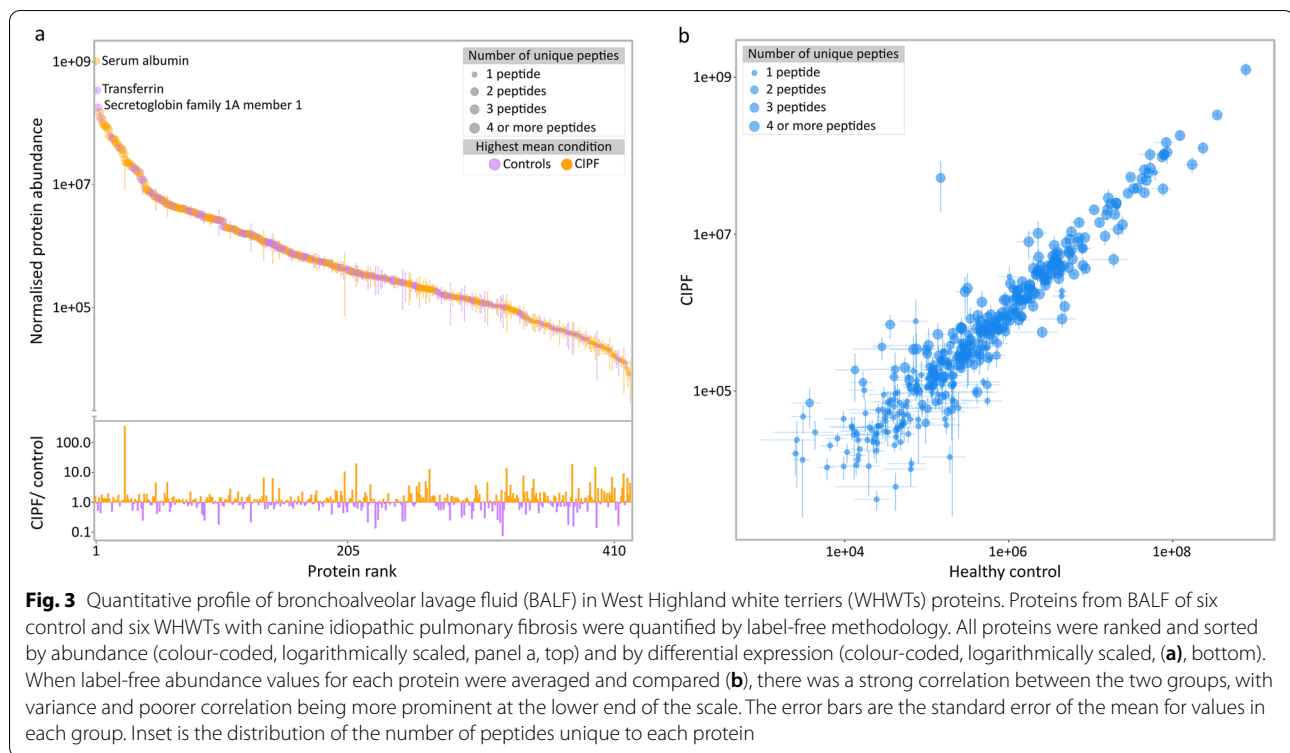 a
1e+09
Serum albumin
Transferrin
Secretoglobin family 1A member 1
Number of unique pepties
1 peptide
2 peptides
3 peptides
4 or more peptides
Highest mean condition
Controls CIPF
Normalised protein abundance
1e+07
1e+05
CIPF/ control
100.0
10.0
1.0
0.1
1 205 410
Protein rank
b
Number of unique pepties
1 peptide
2 peptides
3 peptides
4 or more peptides
1e+09
1e+07
1e+05
CIPF
1e+04 1e+06 1e+08
Healthy control
Fig. 3 Quantitative profile of bronchoalveolar lavage fluid (BALF) in West Highland white terriers (WHWTs) proteins. Proteins from BALF of six
control and six WHWTs with canine idiopathic pulmonary fibrosis were quantified by label-free methodology. All proteins were ranked and sorted
by abundance (colour-coded, logarithmically scaled, panel a, top) and by differential expression (colour-coded, logarithmically scaled, (a), bottom).
When label-free abundance values for each protein were averaged and compared (b), there was a strong correlation between the two groups, with
variance and poorer correlation being more prominent at the lower end of the scale. The error bars are the standard error of the mean for values in
each group. Inset is the distribution of the number of peptides unique to each protein